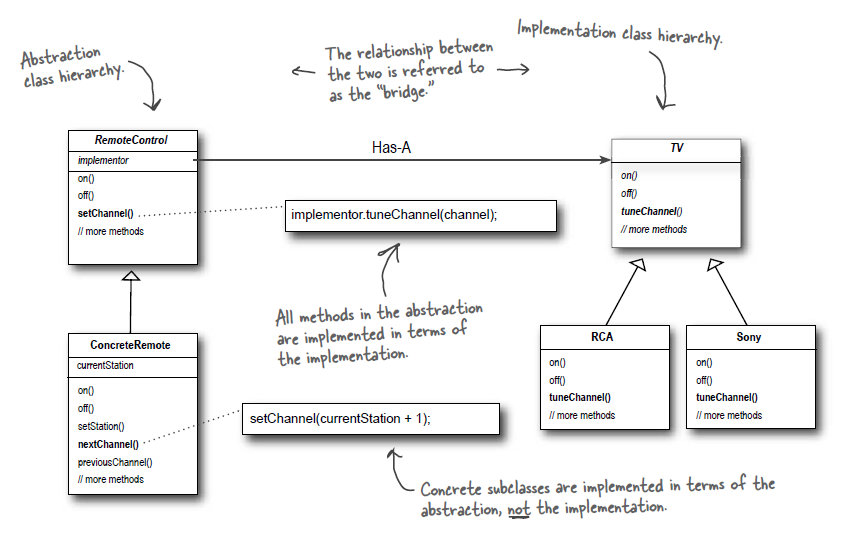 Abstraction
class hierarchy.
The relationship between
the two is referred to
as the “bridge.”
Implementation class hierarchy.
RemoteControl
implementor
on()
off()
setChannel()
// more methods
Has-A
TV
on()
off()
tuneChannel()
// more methods
implementor.tuneChannel(channel);
All methods in the abstraction
are implemented in terms of
the implementation.
ConcreteRemote
currentStation
on()
off()
setStation()
nextChannel()
previousChannel()
// more methods
setChannel(currentStation + 1);
RCA
on()
off()
tuneChannel()
// more methods
Sony
on()
off()
tuneChannel()
// more methods
Concrete subclasses are implemented in terms of the
abstraction, not the implementation.